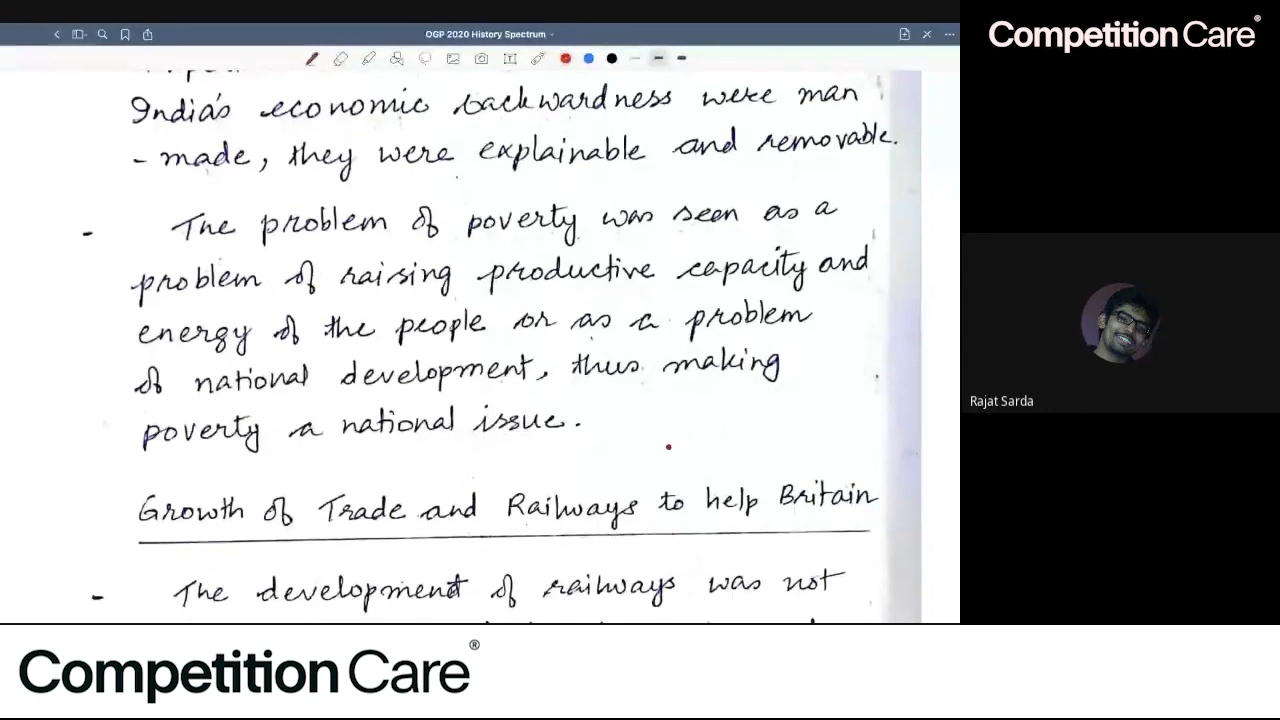 OGP 2020 History Spectrum
Competition Care®
India's economic backwardness were man
- made, they were explainable and removable.
- The problem of poverty was seen as a
problem of raising productive capacity and
energy of the people or as a problem
of national development, thus making
poverty a national issue.
Growth of Trade and Railways to help Britain
- The development of railways was not
Rajat Sarda
Competition Care®